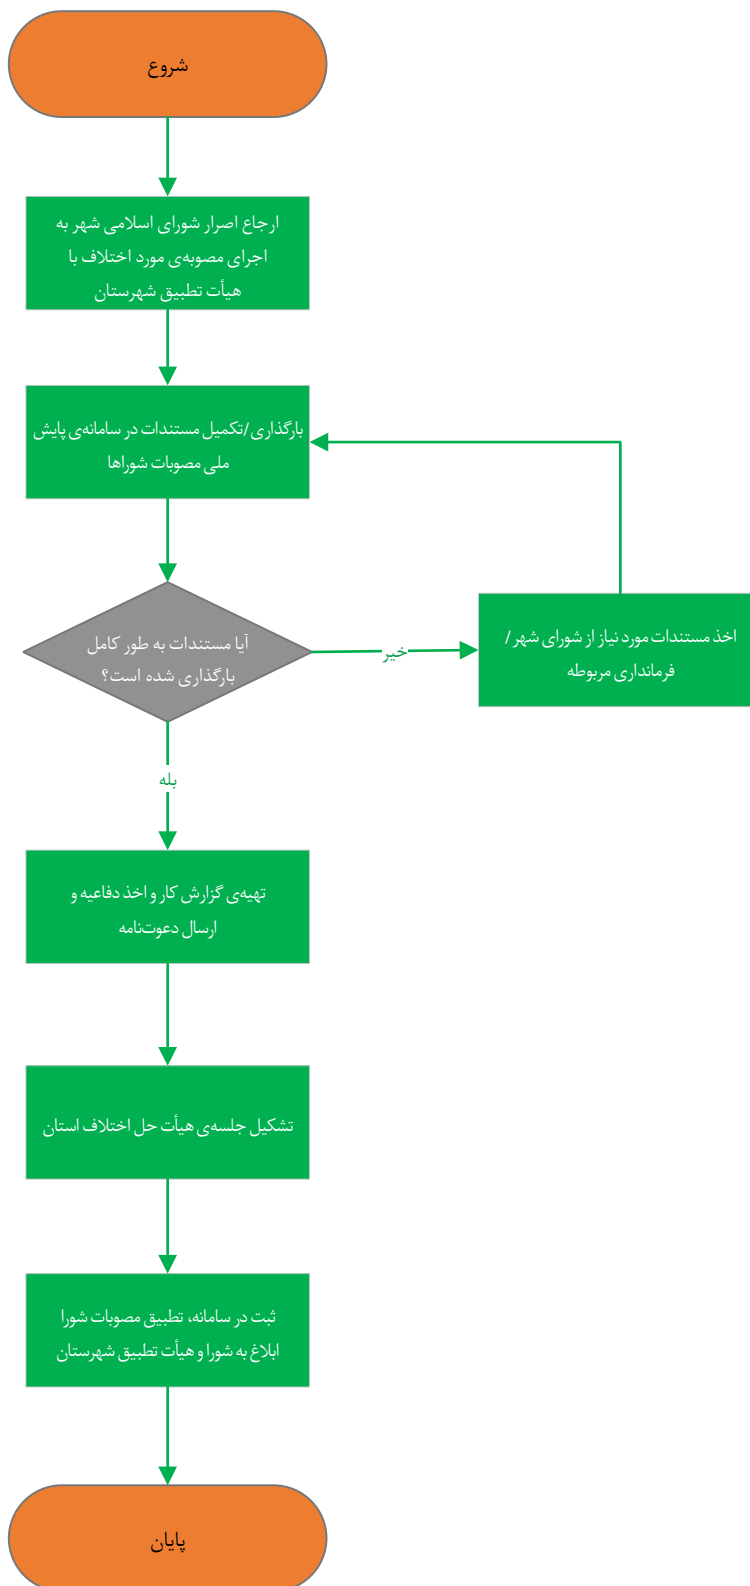 شروع
ارجاع اصرار شورای اسلامی شهر به
اجرای مصوبه‌ی مورد اختلاف با
هیأت تطبیق شهرستان
بارگذاری/تکمیل مستندات در سامانه‌ی پایش
ملی مصوبات شوراها
آیا مستندات به طور کامل
بارگذاری شده است؟
خیر
اخذ مستندات مورد نیاز از شورای شهر/
فرمانداری مربوطه
بله
تهیه‌ی گزارش کار و اخذ دفاعیه و
ارسال دعوت‌نامه
تشکیل جلسه‌ی هیأت حل اختلاف استان
ثبت در سامانه، تطبیق مصوبات شورا
ابلاغ به شورا و هیأت تطبیق شهرستان
پایان